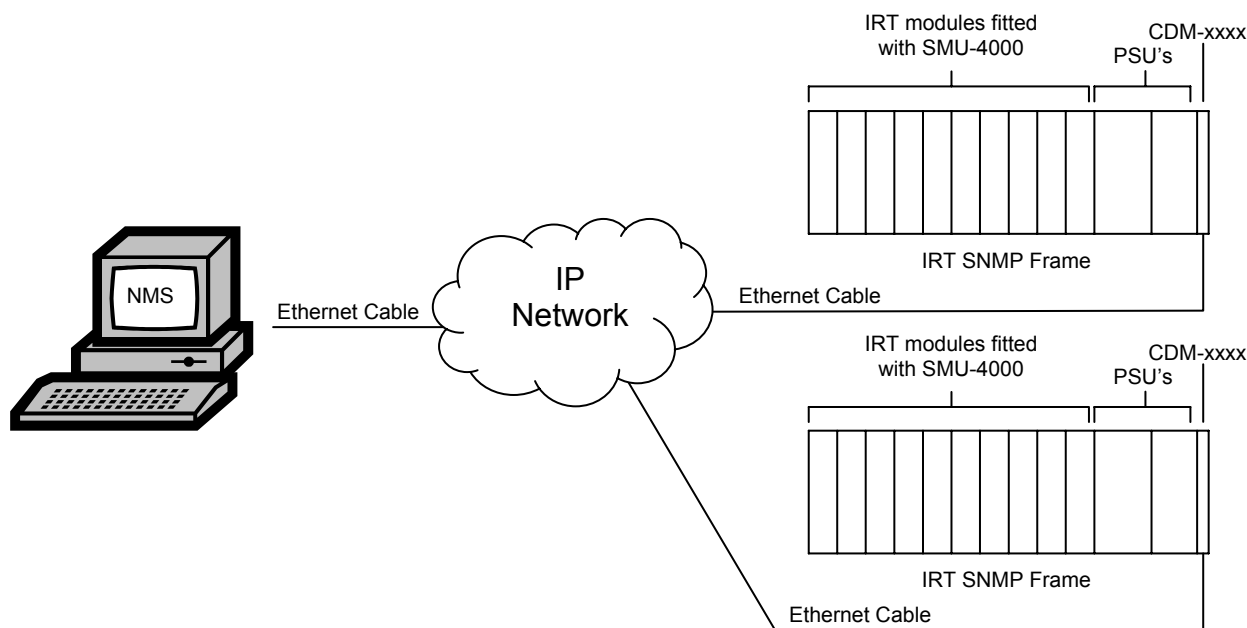 IRT modules fitted
with SMU-4000
CDM-xxxx
PSU's
IRT SNMP Frame
NMS
Ethernet Cable
IP
Network
Ethernet Cable
IRT modules fitted
with SMU-4000
CDM-xxxx
PSU's
IRT SNMP Frame
Ethernet Cable